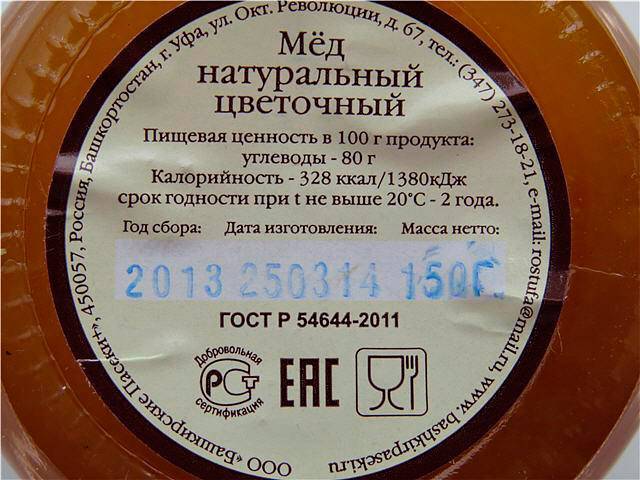 ООО «Башкирские Пасеки+», 450057, Россия, Башкортостан, г. Уфа, ул. Окт. Революции, д. 67, тел.: (347) 273-18-21, e-mail: rostufa@mail.ru, www.bashkirpaseki.ru
Мёд
натуральный
цветочный
Пищевая ценность в 100 г продукта:
углеводы - 80 г
Калорийность - 328 ккал/1380кДж
срок годности при t не выше 20°С - 2 года.
Год сбора: Дата изготовления: Масса нетто:
2013 250314 150Г.
ГОСТ Р 54644-2011
Добровольная
РСТ
сертификация
ЕАС